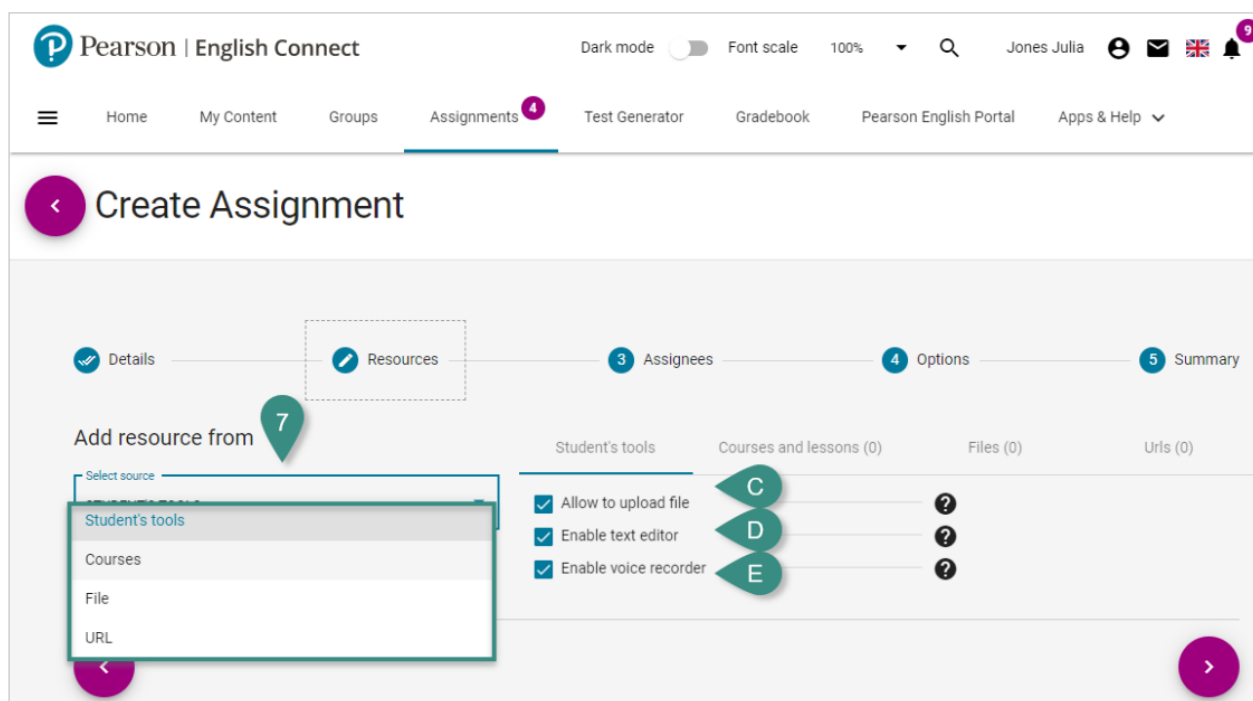 Pearson | English Connect
Dark mode Font scale 100% Jones Julia 9
Home My Content Groups Assignments 4 Test Generator Gradebook Pearson English Portal Apps & Help
Create Assignment
Details Resources 3 Assignees 4 Options 5 Summary
7
Add resource from
Student's tools Courses and lessons (0) Files (0) Urls (0)
Select source
STUDENT'S TOOLS
Student's tools
Courses
File
URL
Allow to upload file C ?
Enable text editor D ?
Enable voice recorder E ?